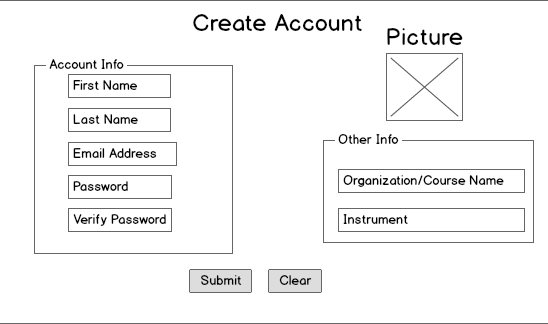 Create Account
Picture
Account Info
First Name
Last Name
Email Address
Password
Verify Password
Other Info
Organization/Course Name
Instrument
Submit
Clear